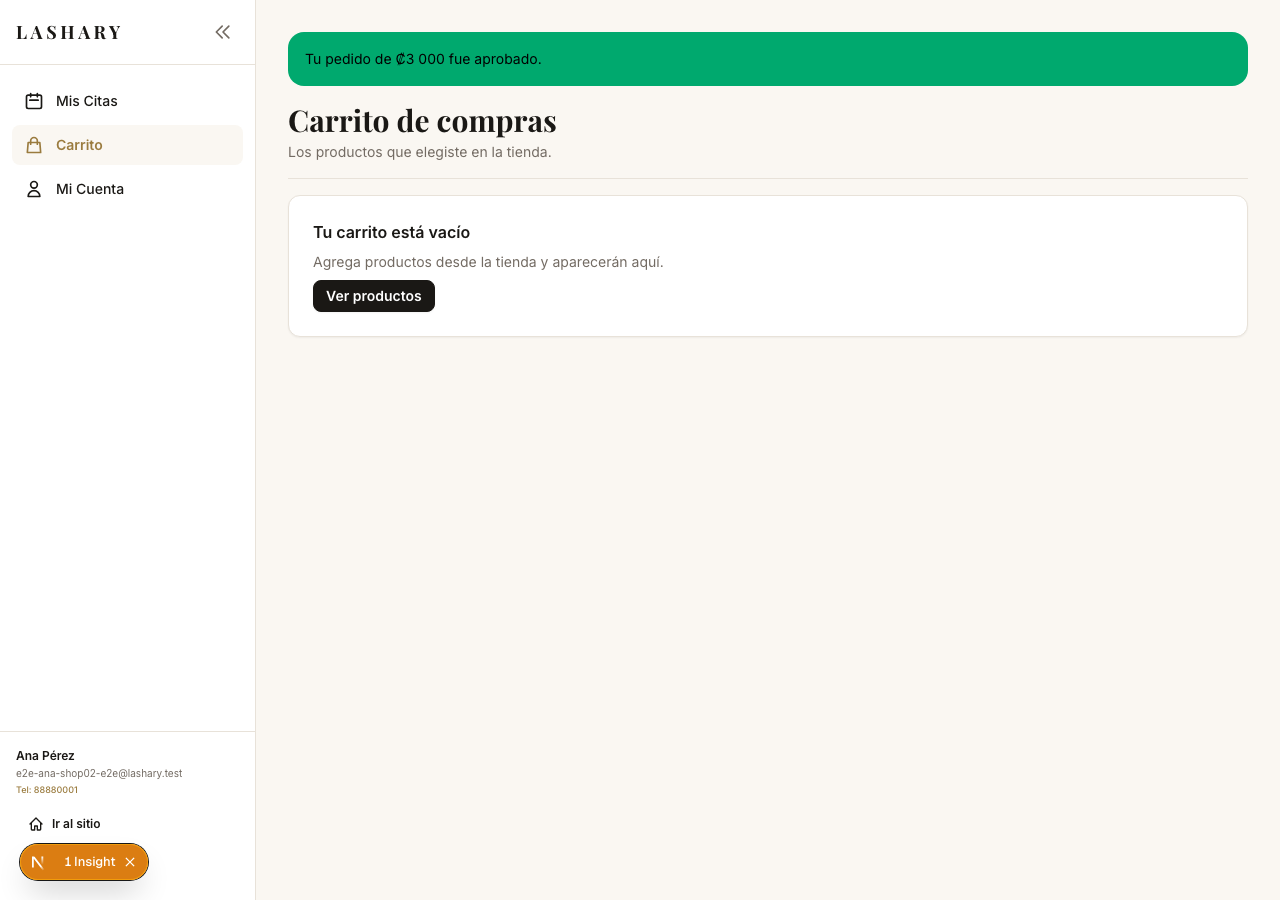 LASHARY
Mis Citas
Carrito
Mi Cuenta
Ana Pérez
e2e-ana-shop02-e2e@lashary.test
Tel: 88880001
Ir al sitio
1 Insight
Tu pedido de ₡3 000 fue aprobado.
Carrito de compras
Los productos que elegiste en la tienda.
Tu carrito está vacío
Agrega productos desde la tienda y aparecerán aquí.
Ver productos